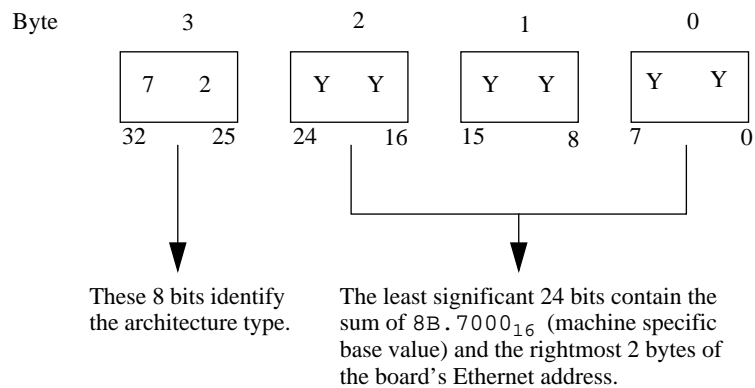 Byte 3 2 1 0
7 2 Y Y Y Y Y Y
32 25 24 16 15 8 7 0
These 8 bits identify
the architecture type.
The least significant 24 bits contain the
sum of 8B.7000₁₆ (machine specific
base value) and the rightmost 2 bytes of
the board's Ethernet address.